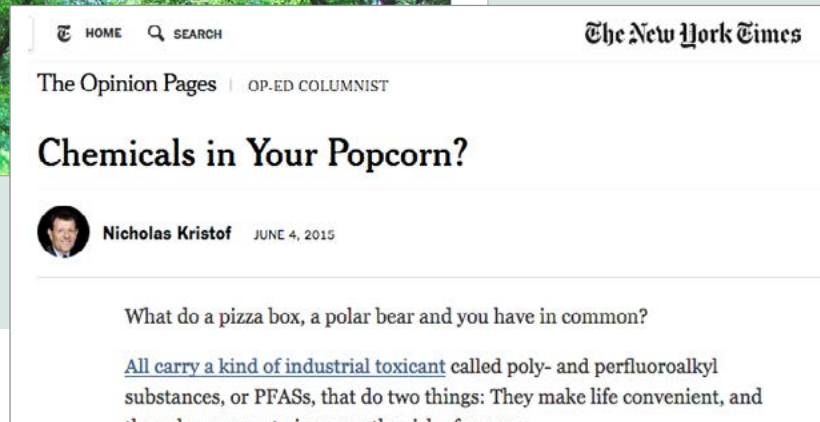 HOME SEARCH The New York Times
The Opinion Pages | OP-ED COLUMNIST
Chemicals in Your Popcorn?
Nicholas Kristof JUNE 4, 2015
What do a pizza box, a polar bear and you have in common?
All carry a kind of industrial toxicant called poly- and perfluoroalkyl
substances, or PFASs, that do two things: They make life convenient, and